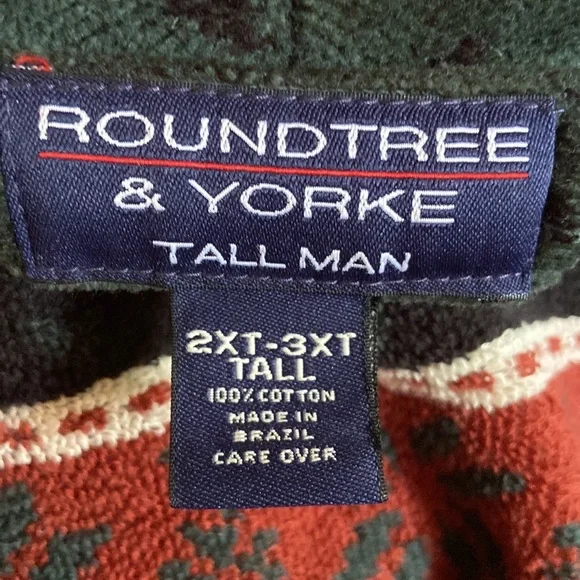 ROUNDTREE
& YORKE
TALL MAN
2XT-3XT
TALL
100% COTTON
MADE IN
BRAZIL
CARE OVER